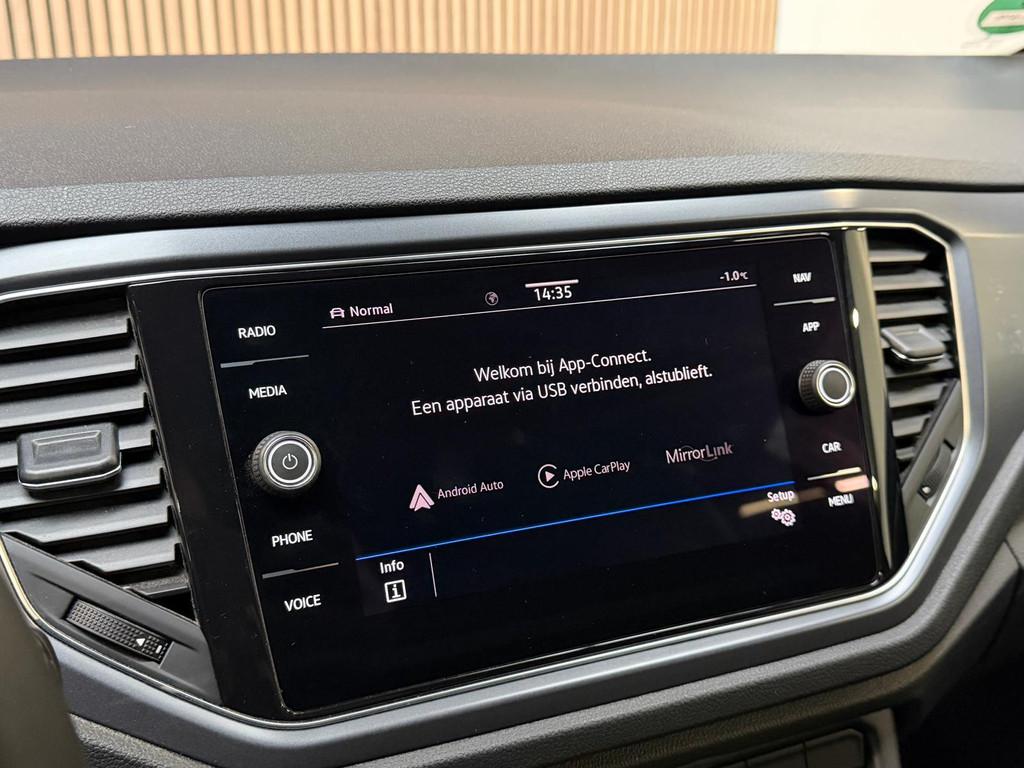 RADIO
MEDIA
PHONE
VOICE
Normal
14:35
-1.0°C
Welkom bij App-Connect.
Een apparaat via USB verbinden, alstublieft.
Android Auto
Apple CarPlay
MirrorLink
Setup
Info
i
NAV
APP
CAR
MENU